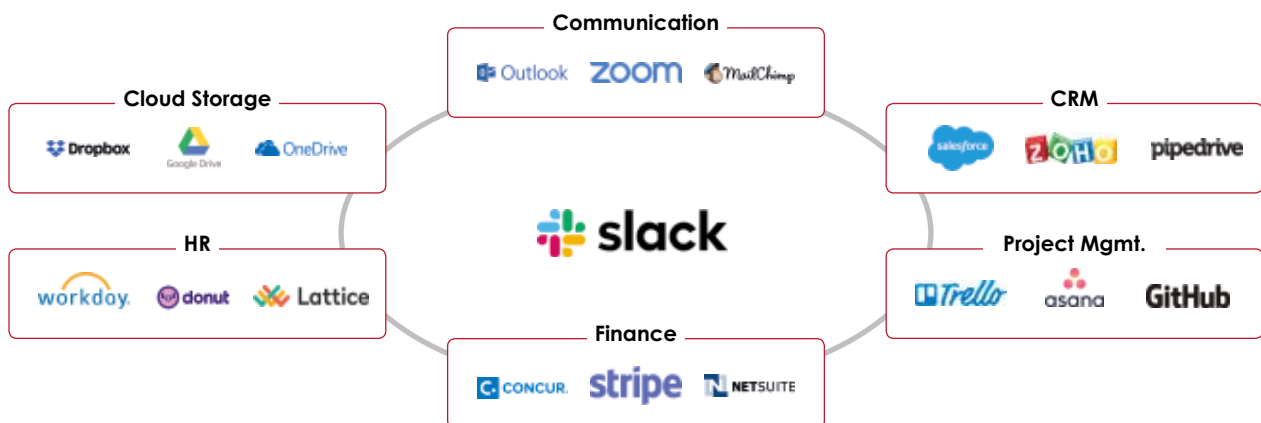 Communication
Outlook zoom MailChimp
Cloud Storage
Dropbox Google Drive OneDrive
CRM
salesforce ZOHO pipedrive
slack
HR
workday. donut Lattice
Project Mgmt.
Trello asana GitHub
Finance
C. CONCUR. stripe N NETSUITE